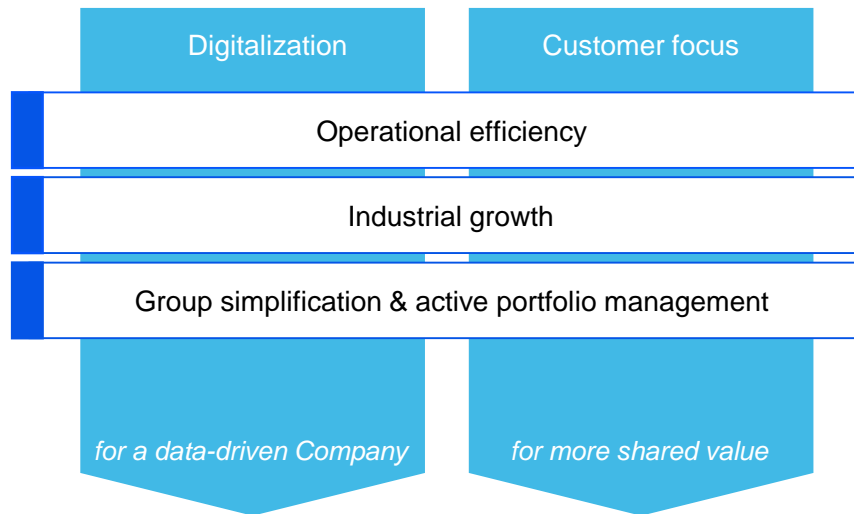 Digitalization
Customer focus
Operational efficiency
Industrial growth
Group simplification & active portfolio management
for a data-driven Company
for more shared value